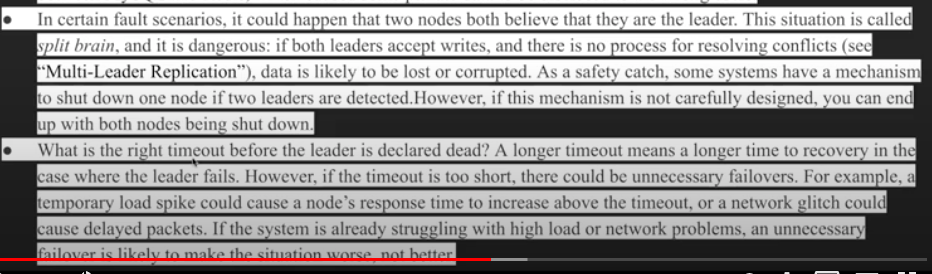 ● In certain fault scenarios, it could happen that two nodes both believe that they are the leader. This situation is called
split brain, and it is dangerous: if both leaders accept writes, and there is no process for resolving conflicts (see
“Multi-Leader Replication”), data is likely to be lost or corrupted. As a safety catch, some systems have a mechanism
to shut down one node if two leaders are detected.However, if this mechanism is not carefully designed, you can end
up with both nodes being shut down.
● What is the right timeout before the leader is declared dead? A longer timeout means a longer time to recovery in the
case where the leader fails. However, if the timeout is too short, there could be unnecessary failovers. For example, a
temporary load spike could cause a node’s response time to increase above the timeout, or a network glitch could
cause delayed packets. If the system is already struggling with high load or network problems, an unnecessary
failover is likely to make the situation worse, not better.